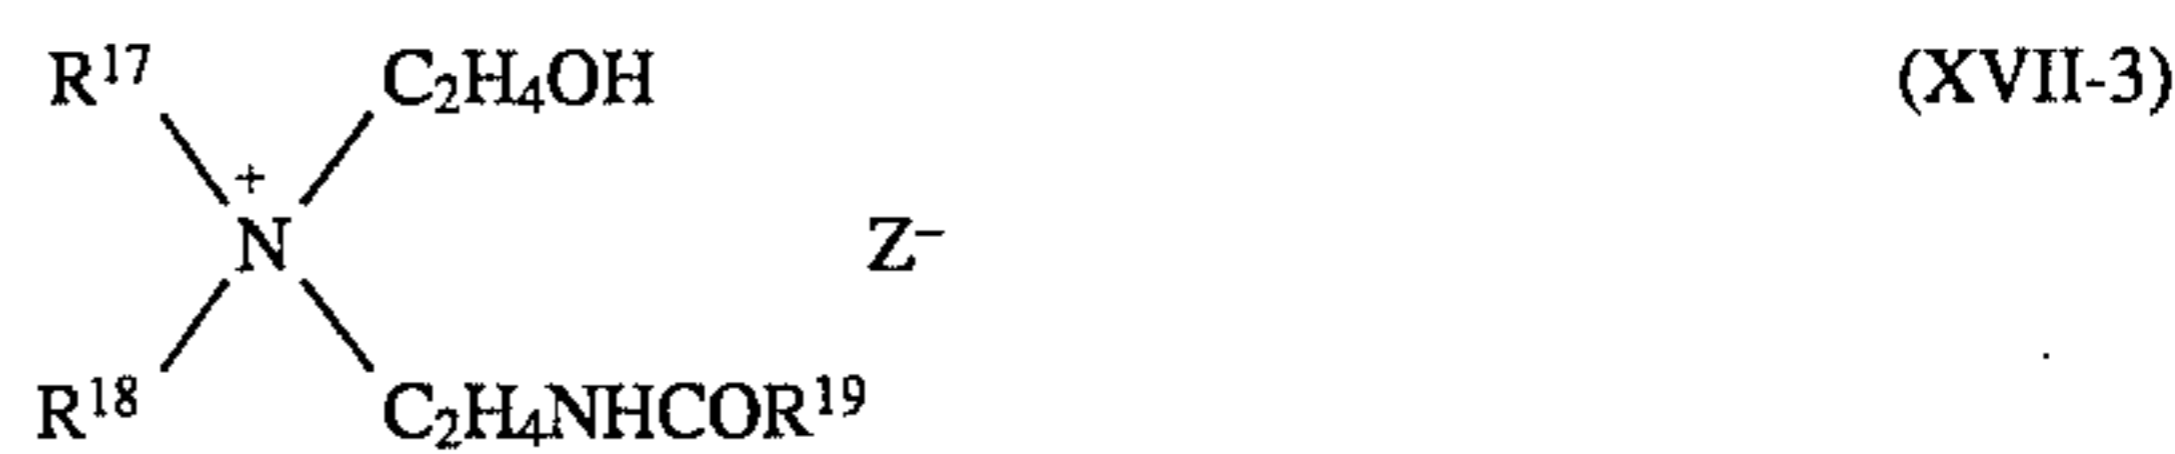 R¹⁷ C₂H₄OH (XVII-3)
+
N Z⁻
R¹⁸ C₂H₄NHCOR¹⁹